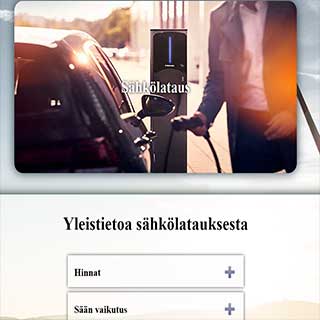 Sähkölataus
Yleistietoa sähkölatauksesta
Hinnat
Sään vaikutus